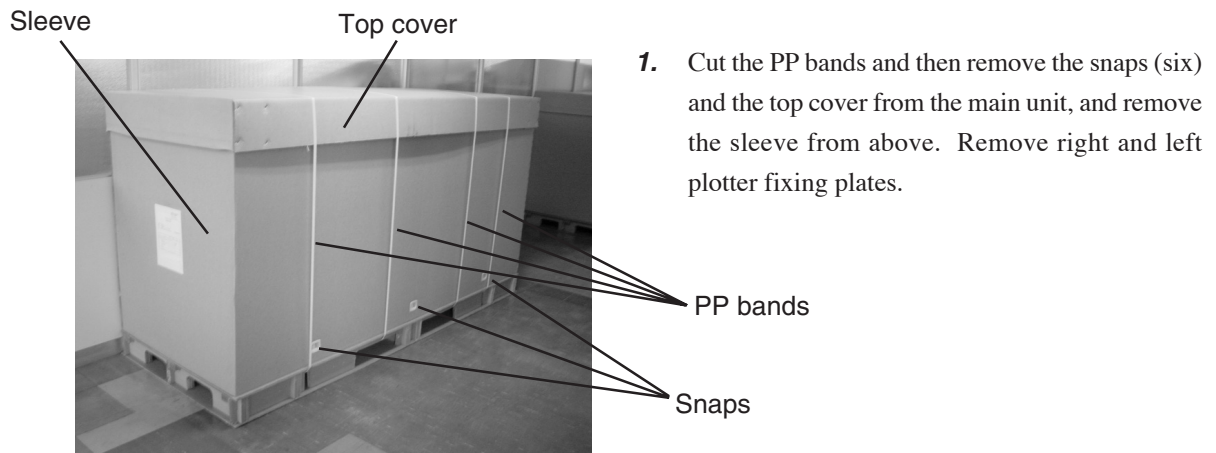 Sleeve
Top cover
1. Cut the PP bands and then remove the snaps (six)
and the top cover from the main unit, and remove
the sleeve from above. Remove right and left
plotter fixing plates.
PP bands
Snaps